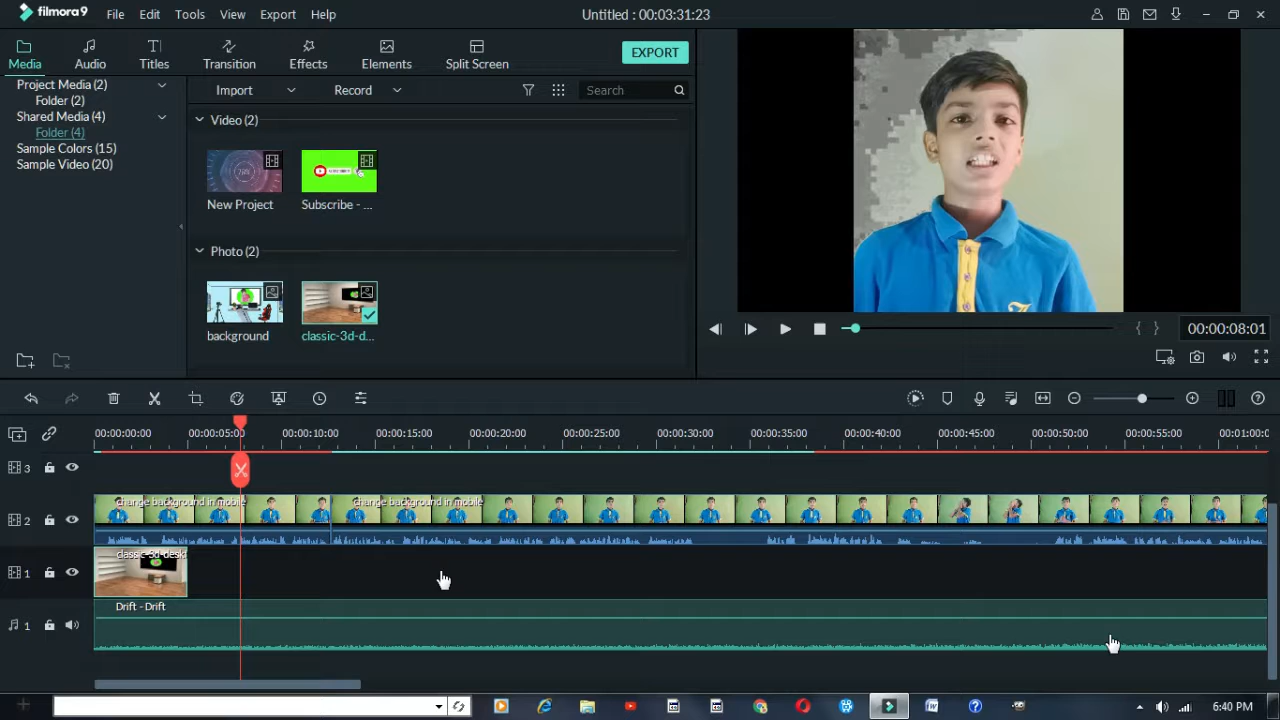 filmora9 File Edit Tools View Export Help Untitled : 00:03:31:23
Media Audio Titles Transition Effects Elements Split Screen EXPORT
Project Media (2)
Folder (2)
Shared Media (4)
Folder (4)
Sample Colors (15)
Sample Video (20)
Import Record Search
Video (2)
New Project Subscribe - ...
Photo (2)
background classic-3d-d...
00:00:08:01
00:00:00:00 00:00:05:00 00:00:10:00 00:00:15:00 00:00:20:00 00:00:25:00 00:00:30:00 00:00:35:00 00:00:40:00 00:00:45:00 00:00:50:00 00:00:55:00 00:01:00:0
3
change background in mobile change background in mobile
2
classic-3d-deskt
1
Drift - Drift
1
6:40 PM